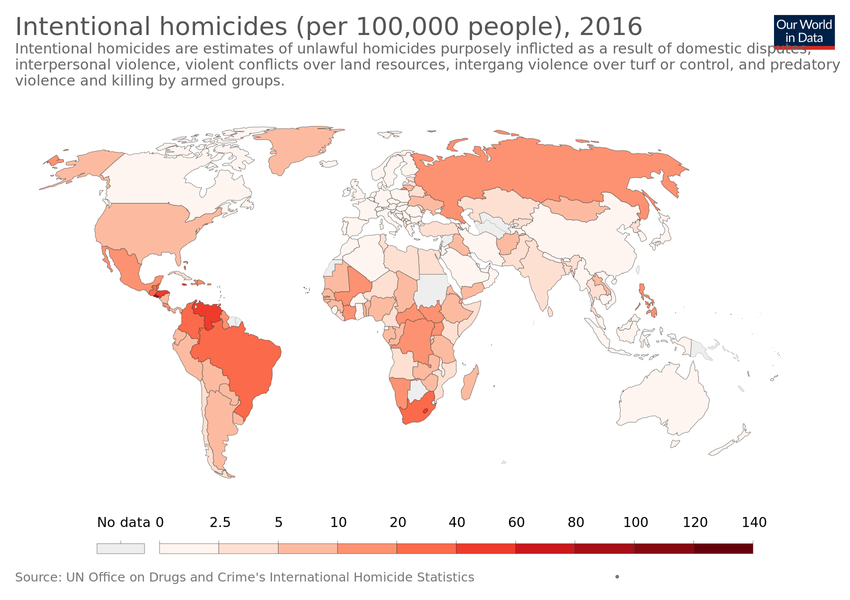 Intentional homicides (per 100,000 people), 2016
Our World
in Data
Intentional homicides are estimates of unlawful homicides purposely inflicted as a result of domestic disputes,
interpersonal violence, violent conflicts over land resources, intergang violence over turf or control, and predatory
violence and killing by armed groups.
No data 0 2.5 5 10 20 40 60 80 100 120 140
Source: UN Office on Drugs and Crime's International Homicide Statistics •